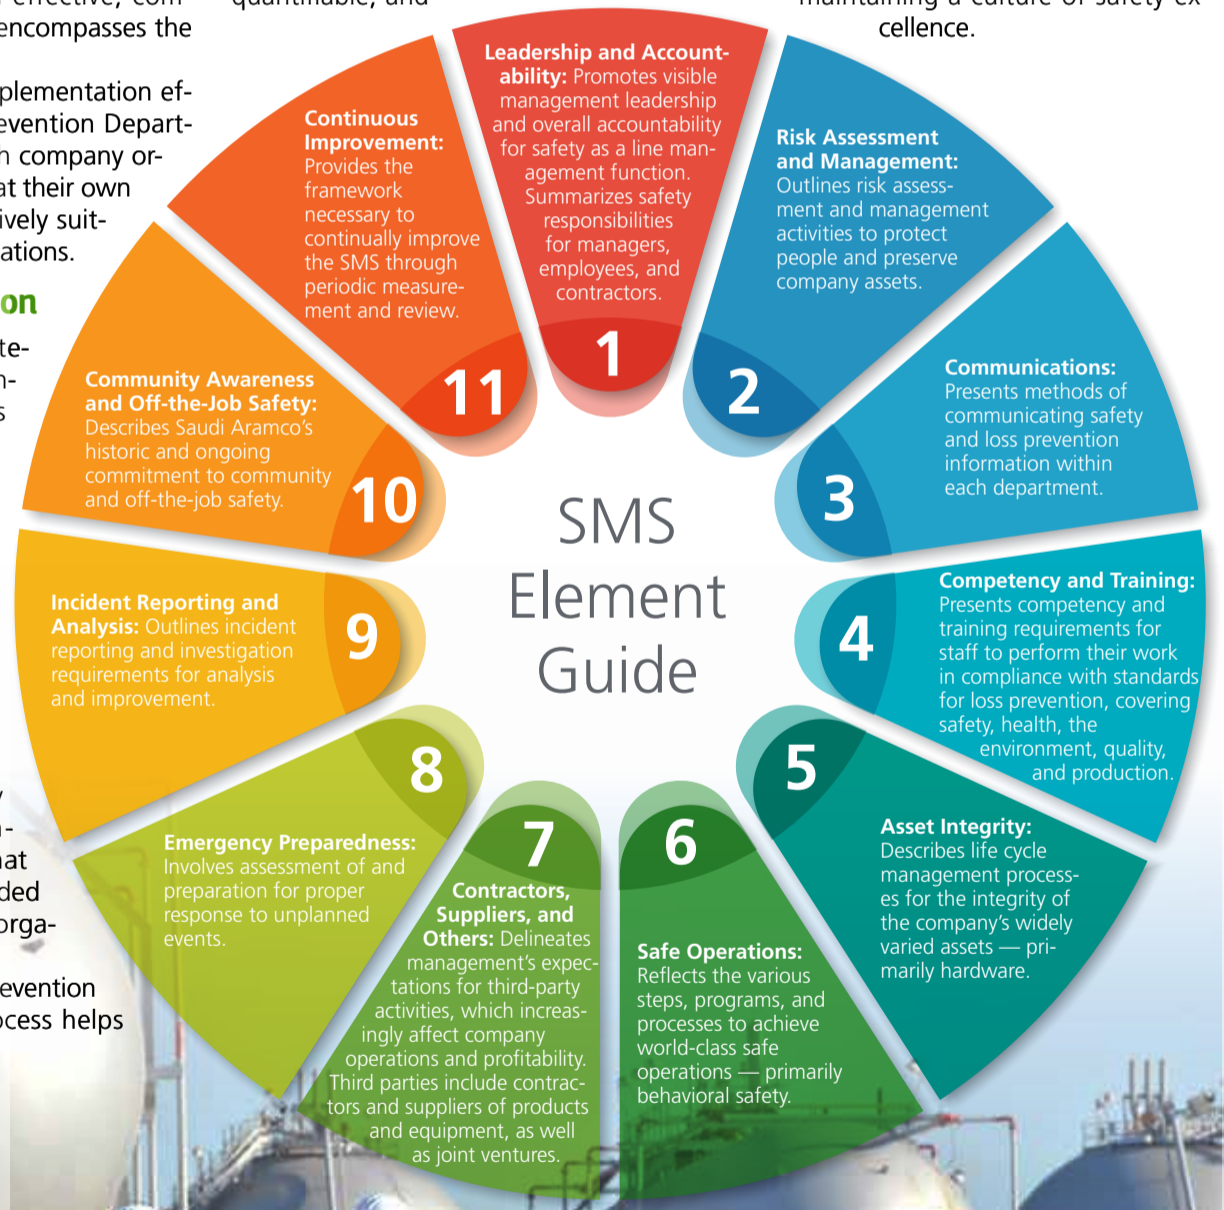 effective, com-
encompasses the
plementation ef-
evention Depart-
company or-
at their own
ively suit-
ations.
on
te-
n-
s
quantifiable, and
maintaining a culture of safety ex-
cellence.
SMS
Element
Guide
1
Leadership and Account-
ability: Promotes visible
management leadership
and overall accountability
for safety as a line man-
agement function.
Summarizes safety
responsibilities
for managers,
employees, and
contractors.
2
Risk Assessment
and Management:
Outlines risk assess-
ment and management
activities to protect
people and preserve
company assets.
3
Communications:
Presents methods of
communicating safety
and loss prevention
information within
each department.
4
Competency and Training:
Presents competency and
training requirements for
staff to perform their work
in compliance with standards
for loss prevention, covering
safety, health, the
environment, quality,
and production.
5
Asset Integrity:
Describes life cycle
management process-
es for the integrity of
the company’s widely
varied assets — pri-
marily hardware.
6
Safe Operations:
Reflects the various
steps, programs, and
processes to achieve
world-class safe
operations — primarily
behavioral safety.
7
Contractors,
Suppliers, and
Others: Delineates
management’s expec-
tations for third-party
activities, which increas-
ingly affect company
operations and profitability.
Third parties include contrac-
tors and suppliers of products
and equipment, as well
as joint ventures.
8
Emergency Preparedness:
Involves assessment of and
preparation for proper
response to unplanned
events.
9
Incident Reporting and
Analysis: Outlines incident
reporting and investigation
requirements for analysis
and improvement.
10
Community Awareness
and Off-the-Job Safety:
Describes Saudi Aramco’s
historic and ongoing
commitment to community
and off-the-job safety.
11
Continuous
Improvement:
Provides the
framework
necessary to
continually improve
the SMS through
periodic measure-
ment and review.
hat
ded
orga-
evention
ocess helps